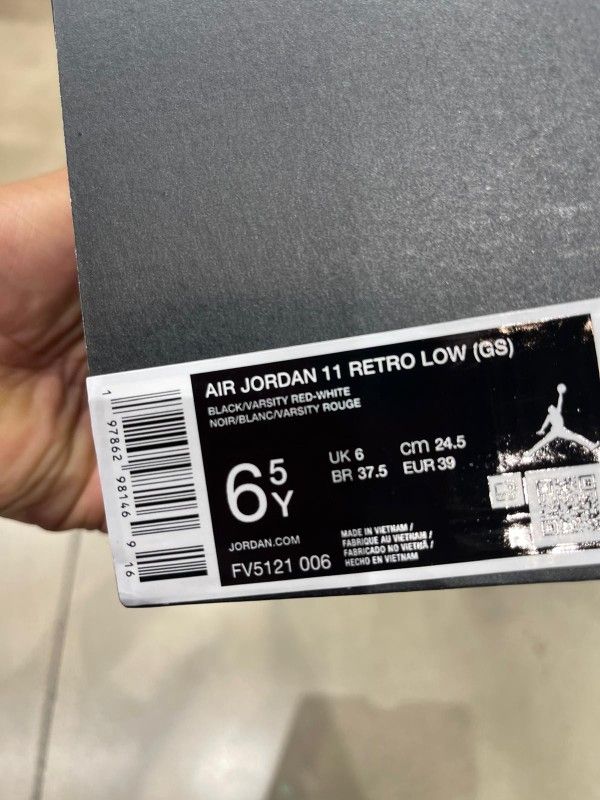 AIR JORDAN 11 RETRO LOW (GS)
BLACK/VARSITY RED-WHITE
NOIR/BLANC/VARSITY ROUGE
6 5 Y
UK 6 cm 24.5
BR 37.5 EUR 39
JORDAN.COM
FV5121 006
MADE IN VIETNAM /
FABRIQUE AU VIETNAM /
FABRICADO NO VIETNÃ /
HECHO EN VIETNAM
1 97862 98146 9 16